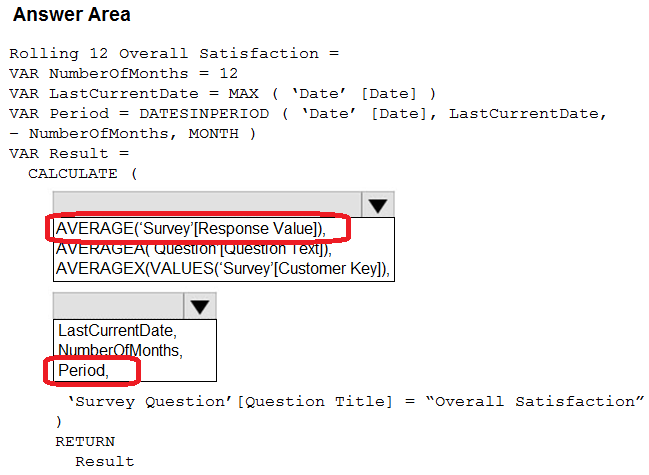 Answer Area
Rolling 12 Overall Satisfaction =
VAR NumberOfMonths = 12
VAR LastCurrentDate = MAX ( ‘Date’ [Date] )
VAR Period = DATESINPERIOD ( ‘Date’ [Date], LastCurrentDate,
– NumberOfMonths, MONTH )
VAR Result =
CALCULATE (
AVERAGE(‘Survey’[Response Value]),
AVERAGEA(‘Question’[Question Text]),
AVERAGEX(VALUES(‘Survey’[Customer Key]),
LastCurrentDate,
NumberOfMonths,
Period,
‘Survey Question’[Question Title] = “Overall Satisfaction”
)
RETURN
Result